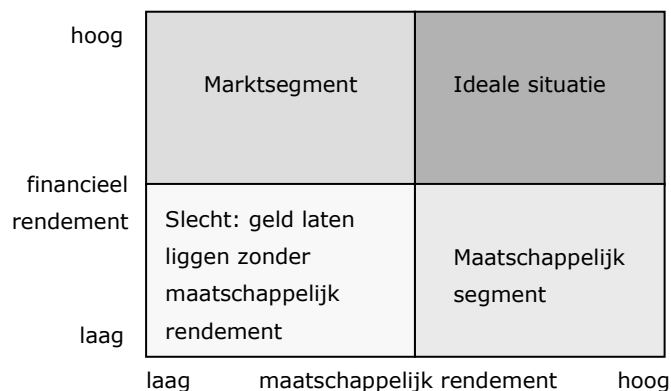 hoog
Marktsegment
Ideale situatie
financieel
rendement
Slecht: geld laten
liggen zonder
maatschappelijk
rendement
Maatschappelijk
segment
laag
laag maatschappelijk rendement hoog